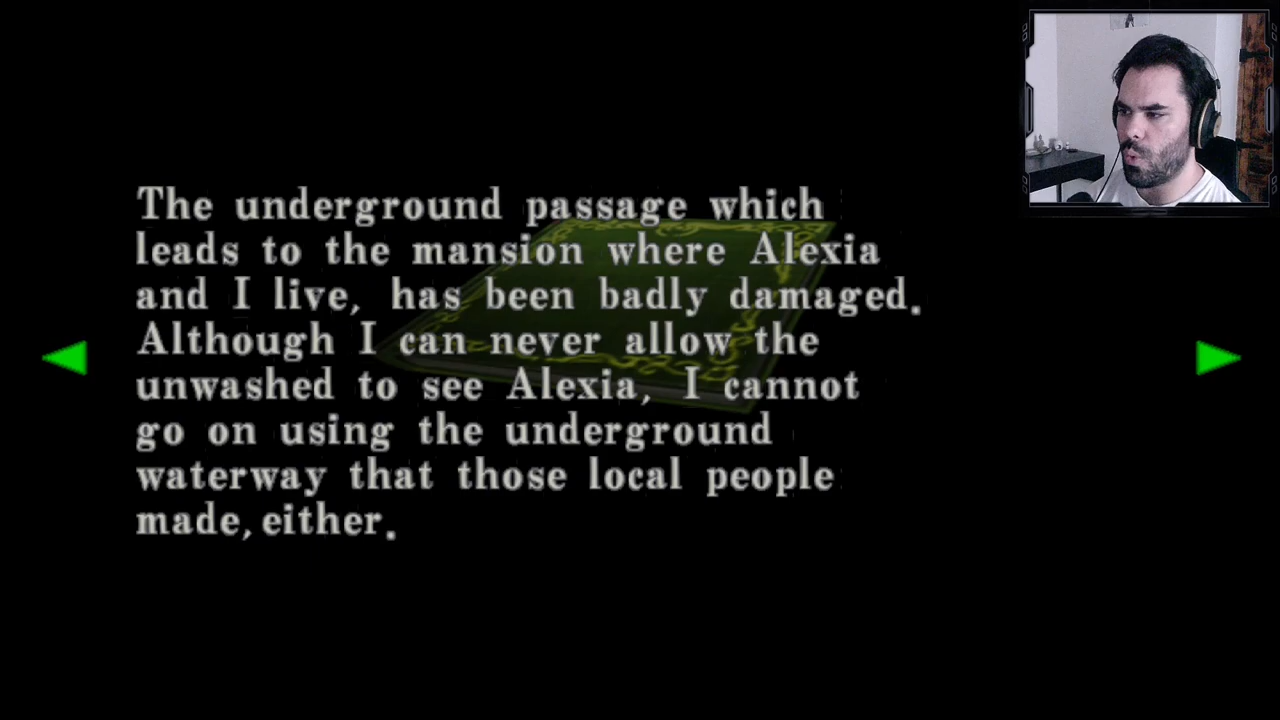 The underground passage which
leads to the mansion where Alexia
and I live, has been badly damaged.
Although I can never allow the
unwashed to see Alexia, I cannot
go on using the underground
waterway that those local people
made, either.